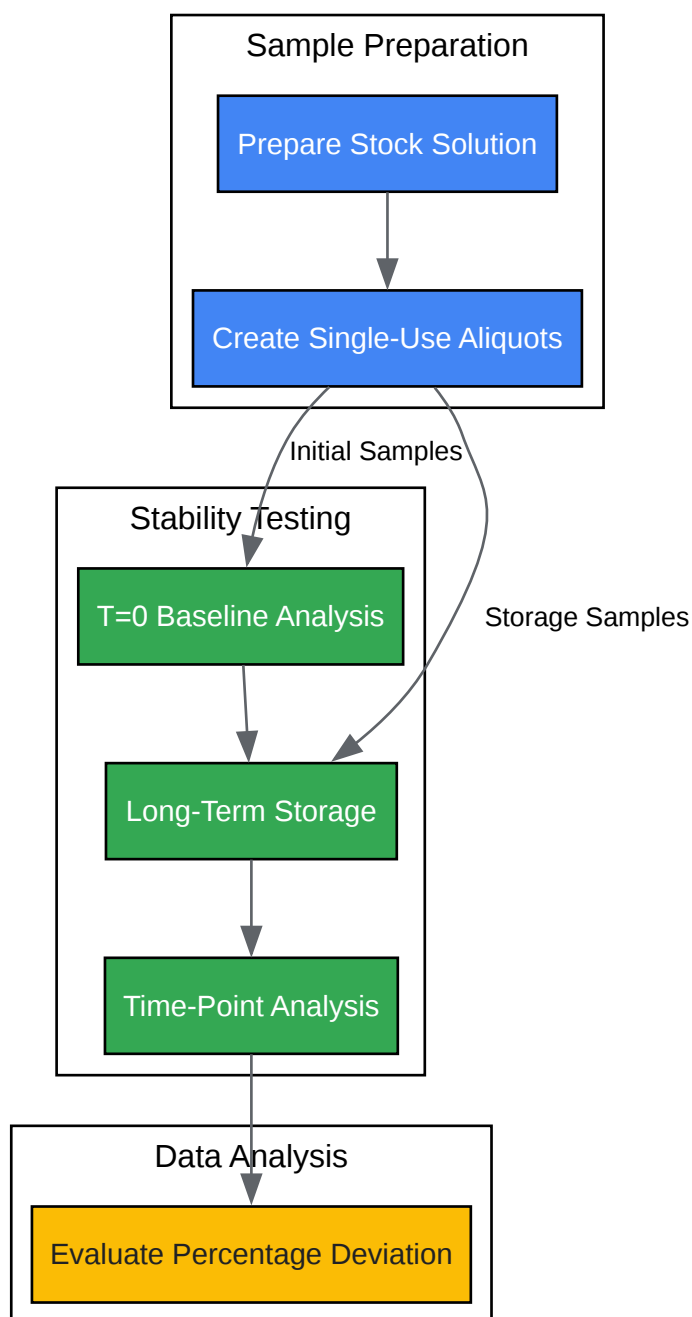 Sample Preparation
Prepare Stock Solution
Create Single-Use Aliquots
Initial Samples
Stability Testing
T=0 Baseline Analysis
Storage Samples
Long-Term Storage
Time-Point Analysis
Data Analysis
Evaluate Percentage Deviation